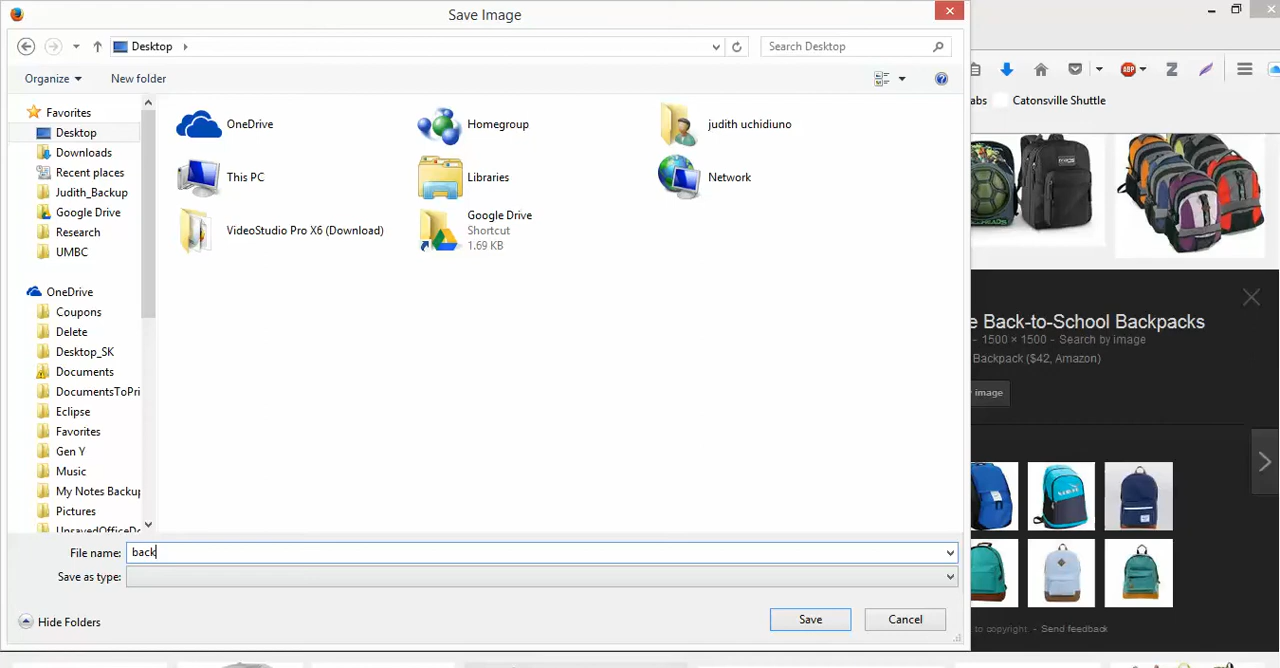 Save Image
Desktop
Search Desktop
Organize
New folder
ABP
Z
abs
Catonsville Shuttle
Favorites
Desktop
Downloads
Recent places
Judith_Backup
Google Drive
Research
UMBC
OneDrive
Coupons
Delete
Desktop_SK
Documents
DocumentsToPri
Eclipse
Favorites
Gen Y
Music
My Notes Backup
Pictures
UnsavedOfficeDo
OneDrive
Homegroup
judith uchidiuno
This PC
Libraries
Network
VideoStudio Pro X6 (Download)
Google Drive
Shortcut
1.69 KB
e Back-to-School Backpacks
- 1500 × 1500 - Search by image
Backpack ($42, Amazon)
image
to copyright - Send feedback
File name: back
Save as type:
Hide Folders
Save
Cancel